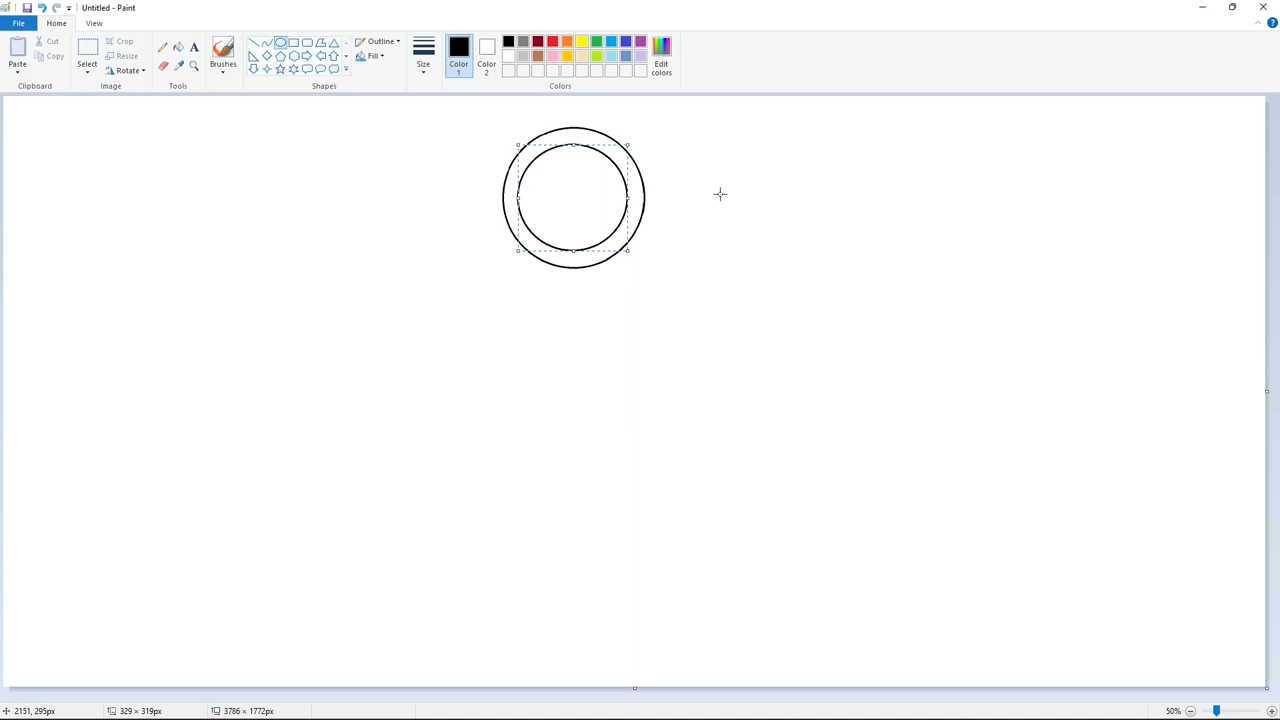 Untitled - Paint
File Home View
Paste Cut Copy Clipboard
Select Crop Resize Rotate Image
A Tools
Brushes
Outline Fill Shapes
Size
Color 1 Color 2
Edit colors
Colors
2151, 295px 329 × 319px 3786 × 1772px 50%